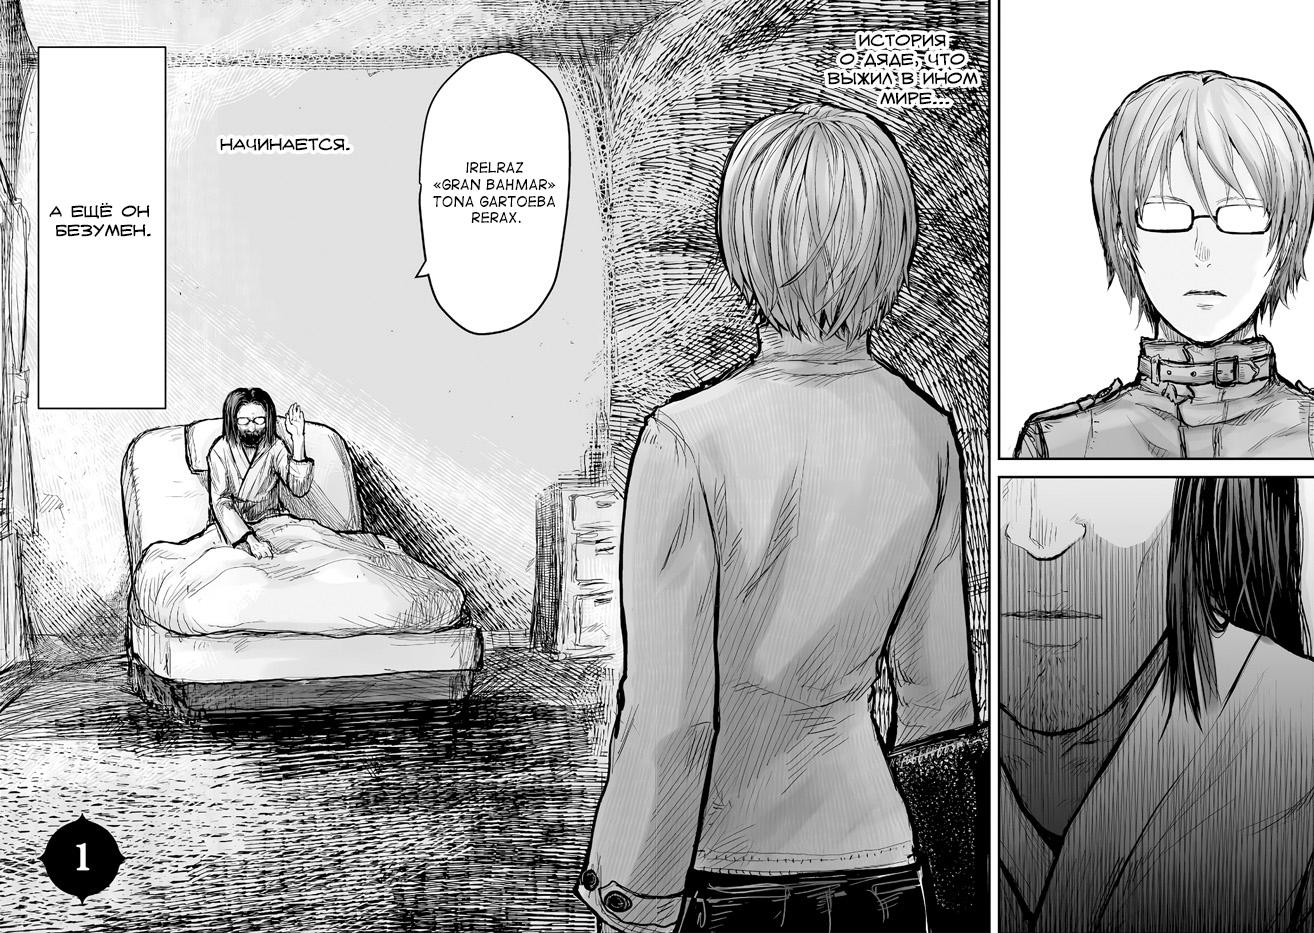 ИСТОРИЯ
О ДЯДЕ, ЧТО
ВЫЖИЛ В ИНОМ
МИРЕ...
IRELRAZ
«GRAN BAHMAR»
TONA GARTOEBA
RERAX.
НАЧИНАЕТСЯ.
А ЕЩЁ ОН
БЕЗУМЕН.
1